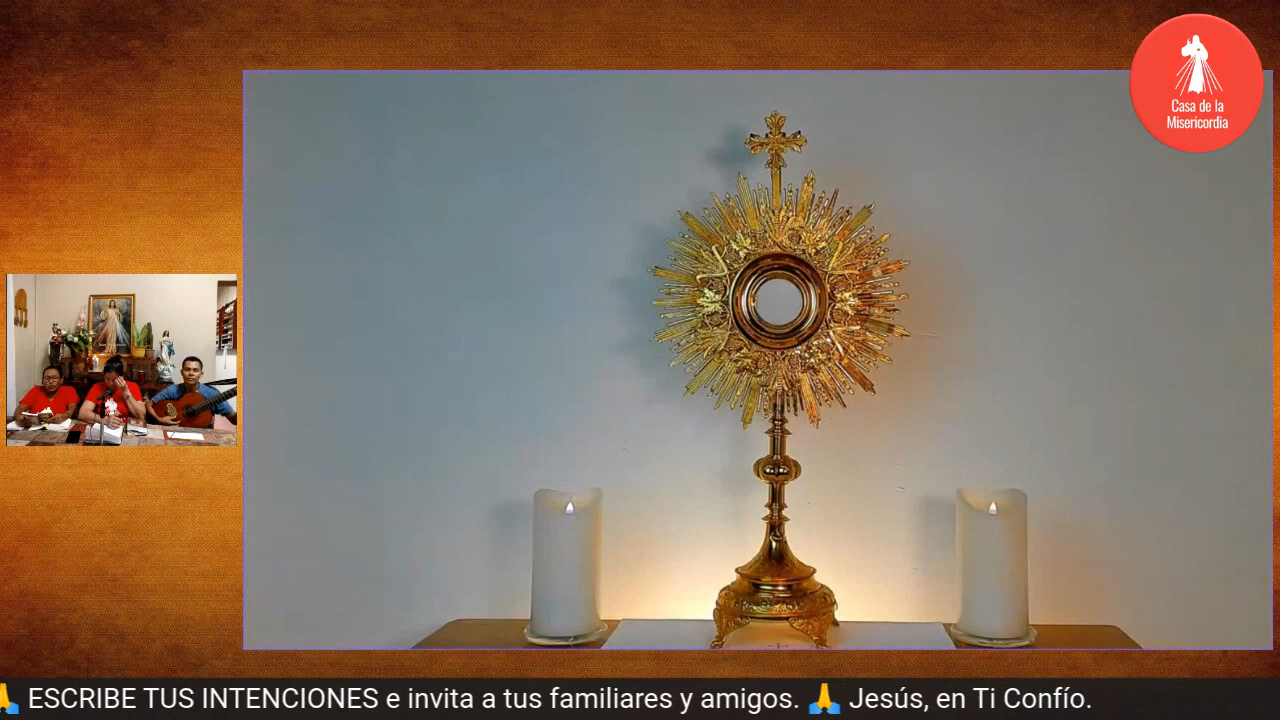 Casa de la
Misericordia
🙏 ESCRIBE TUS INTENCIONES e invita a tus familiares y amigos. 🙏 Jesús, en Ti Confío.